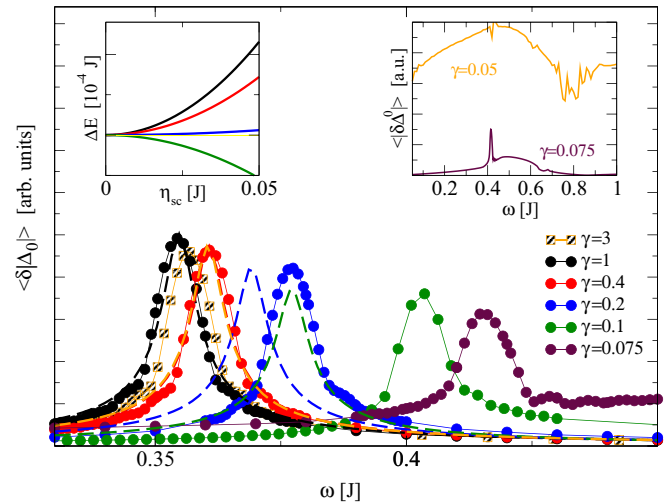 ΔE [10⁻⁴ J]
0
0.05
η_sc [J]
<|δΔ⁰|> [a.u.]
γ=0.05
γ=0.075
0.2
0.4
0.6
0.8
1
ω [J]
<δ|Δ₀|> [arb. units]
γ=3
γ=1
γ=0.4
γ=0.2
γ=0.1
γ=0.075
0.35
0.4
ω [J]